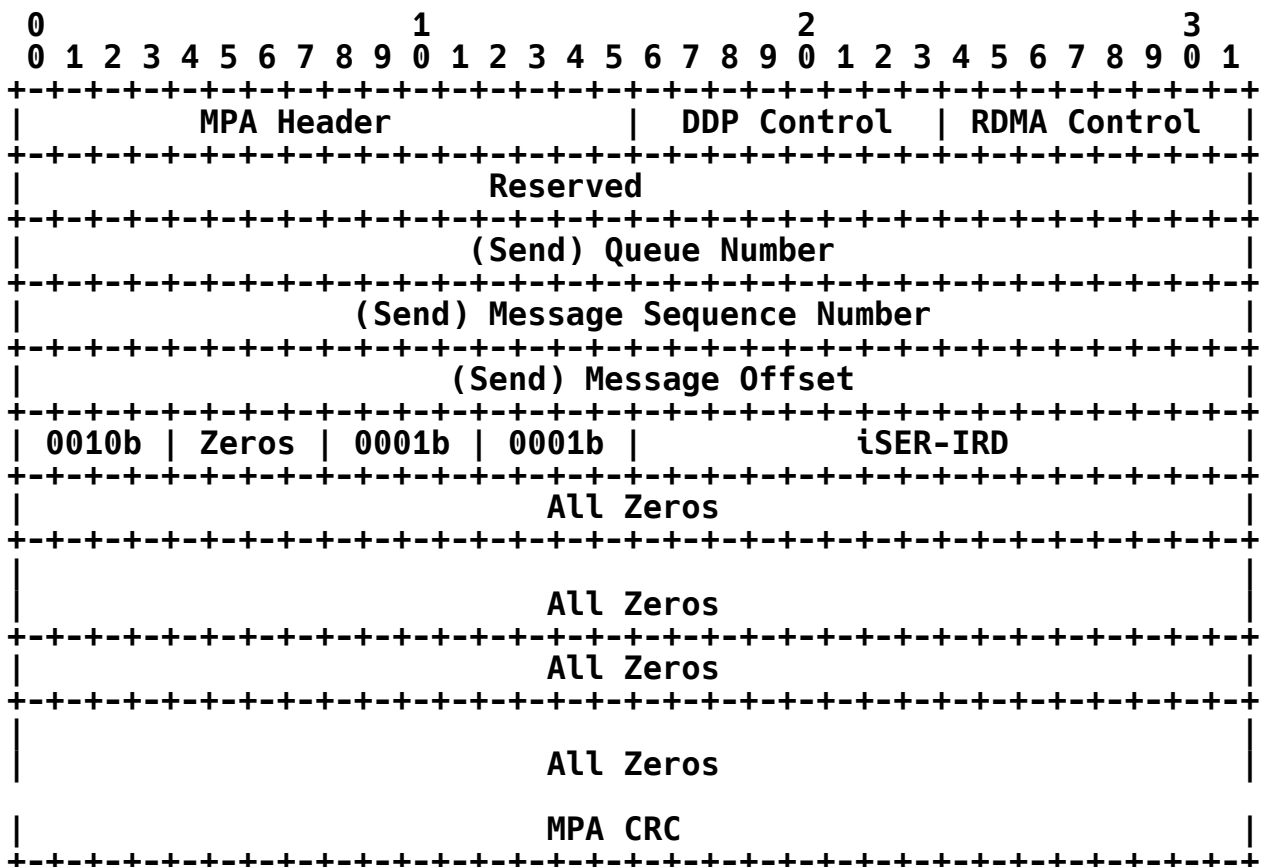 0                   1                   2                   3
 0 1 2 3 4 5 6 7 8 9 0 1 2 3 4 5 6 7 8 9 0 1 2 3 4 5 6 7 8 9 0 1
+-+-+-+-+-+-+-+-+-+-+-+-+-+-+-+-+-+-+-+-+-+-+-+-+-+-+-+-+-+-+-+-+
|         MPA Header            |  DDP Control  | RDMA Control  |
+-+-+-+-+-+-+-+-+-+-+-+-+-+-+-+-+-+-+-+-+-+-+-+-+-+-+-+-+-+-+-+-+
|                        Reserved                               |
+-+-+-+-+-+-+-+-+-+-+-+-+-+-+-+-+-+-+-+-+-+-+-+-+-+-+-+-+-+-+-+-+
|                       (Send) Queue Number                     |
+-+-+-+-+-+-+-+-+-+-+-+-+-+-+-+-+-+-+-+-+-+-+-+-+-+-+-+-+-+-+-+-+
|                 (Send) Message Sequence Number                |
+-+-+-+-+-+-+-+-+-+-+-+-+-+-+-+-+-+-+-+-+-+-+-+-+-+-+-+-+-+-+-+-+
|                      (Send) Message Offset                    |
+-+-+-+-+-+-+-+-+-+-+-+-+-+-+-+-+-+-+-+-+-+-+-+-+-+-+-+-+-+-+-+-+
| 0010b | Zeros | 0001b | 0001b |           iSER-IRD            |
+-+-+-+-+-+-+-+-+-+-+-+-+-+-+-+-+-+-+-+-+-+-+-+-+-+-+-+-+-+-+-+-+
|                           All Zeros                           |
+-+-+-+-+-+-+-+-+-+-+-+-+-+-+-+-+-+-+-+-+-+-+-+-+-+-+-+-+-+-+-+-+
|                                                               |
|                           All Zeros                           |
+-+-+-+-+-+-+-+-+-+-+-+-+-+-+-+-+-+-+-+-+-+-+-+-+-+-+-+-+-+-+-+-+
|                           All Zeros                           |
+-+-+-+-+-+-+-+-+-+-+-+-+-+-+-+-+-+-+-+-+-+-+-+-+-+-+-+-+-+-+-+-+
|                                                               |
|                           All Zeros                           |
|                           MPA CRC                             |
+-+-+-+-+-+-+-+-+-+-+-+-+-+-+-+-+-+-+-+-+-+-+-+-+-+-+-+-+-+-+-+-+